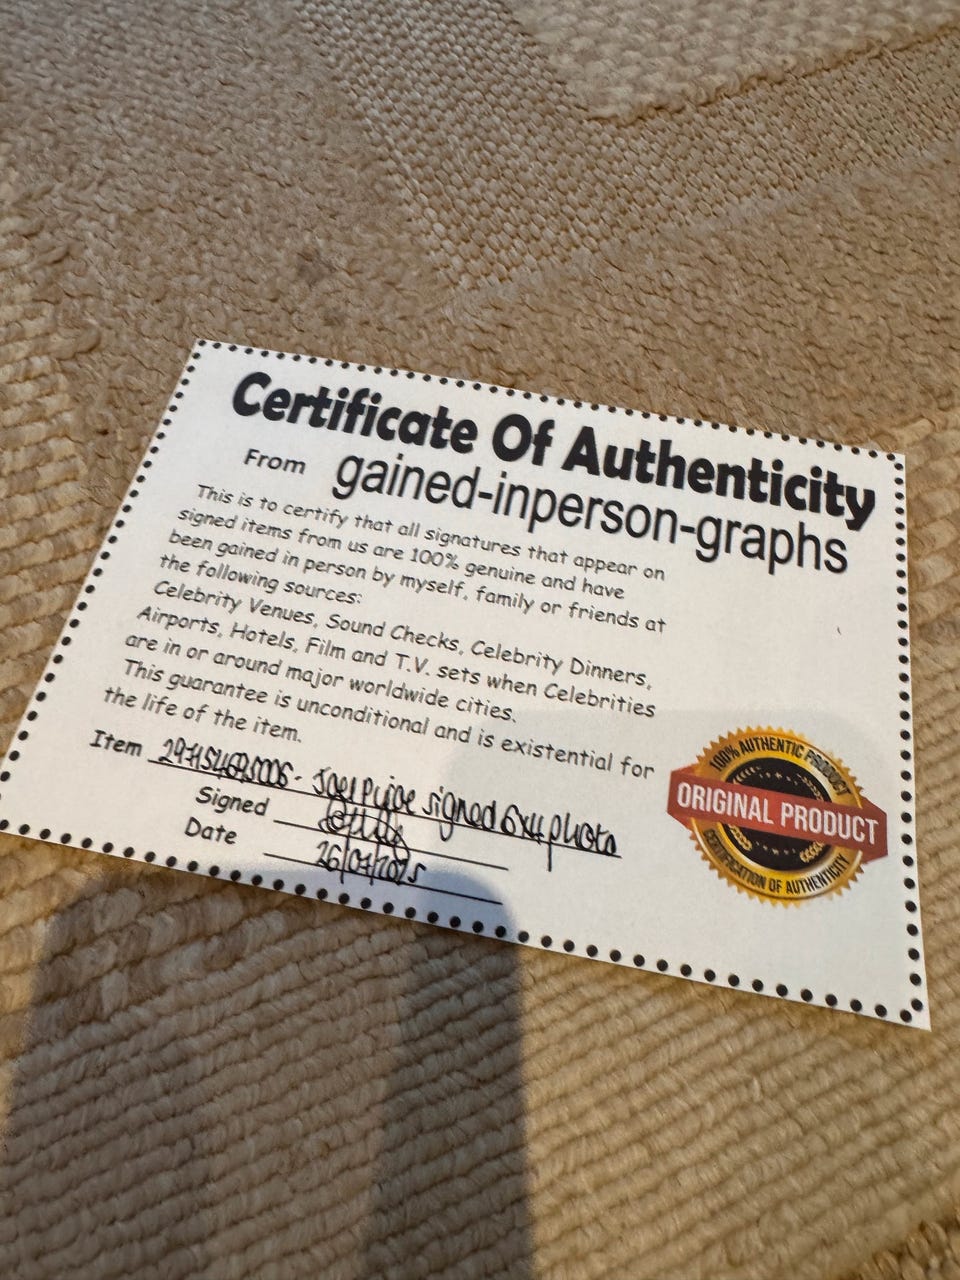 Certificate Of Authenticity
From gained-inperson-graphs
This is to certify that all signatures that appear on
signed items from us are 100% genuine and have
been gained in person by myself, family or friends at
the following sources:
Celebrity Venues, Sound Checks, Celebrity Dinners,
Airports, Hotels, Film and T.V. sets when Celebrities
are in or around major worldwide cities.
This guarantee is unconditional and is existential for
the life of the item.
Item signed 6x4 photo
Signed
Date 26/07/2025
100% AUTHENTIC PRODUCT
ORIGINAL PRODUCT
CERTIFICATION OF AUTHENTICITY